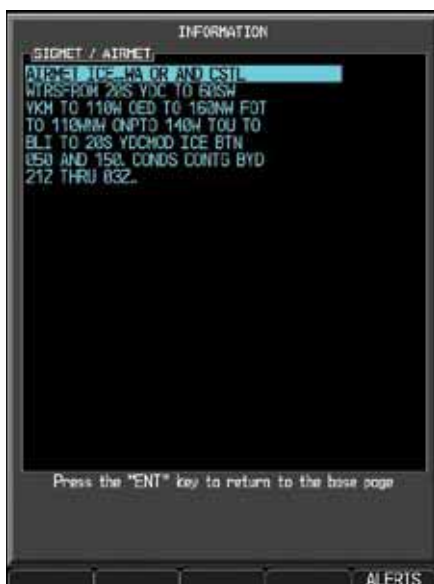 INFORMATION
SIGMET / AIRMET
AIRMET ICE..WA OR AND CSTL
WTRSFROM 20S YDC TO 60SW
YKM TO 110W OED TO 160NW FOT
TO 110WNW ONPTO 140W TOU TO
BLI TO 20S YDCMOD ICE BTN
050 AND 150. CONDS CONTG BYD
21Z THRU 03Z..
Press the "ENT" key to return to the base page
ALERTS